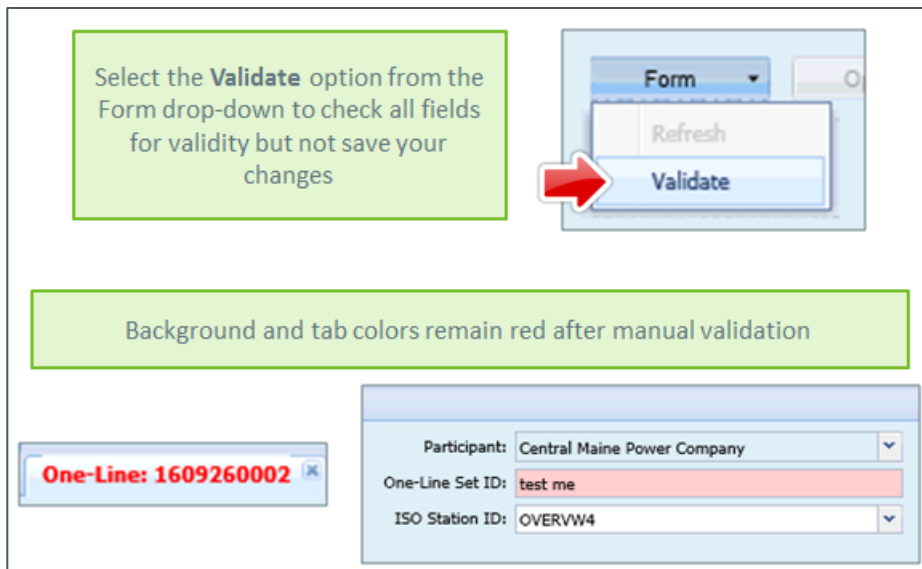 Select the Validate option from the
Form drop-down to check all fields
for validity but not save your
changes
Form
Refresh
Validate
Background and tab colors remain red after manual validation
One-Line: 1609260002
Participant: Central Maine Power Company
One-Line Set ID: test me
ISO Station ID: OVERVW4